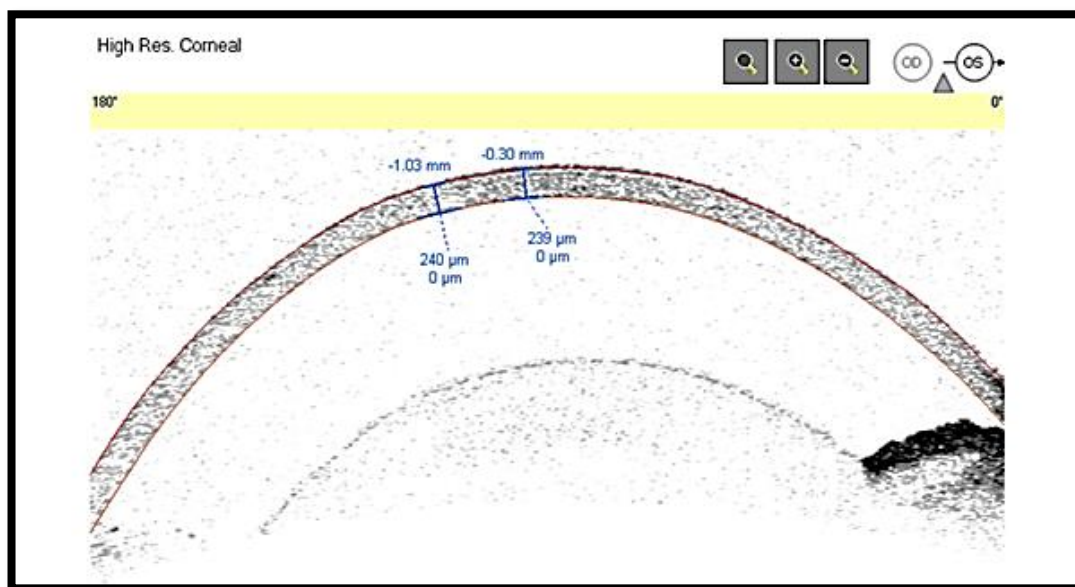 High Res. Corneal
OD
OS
180°
0°
-1.03 mm
-0.30 mm
240 µm
0 µm
239 µm
0 µm